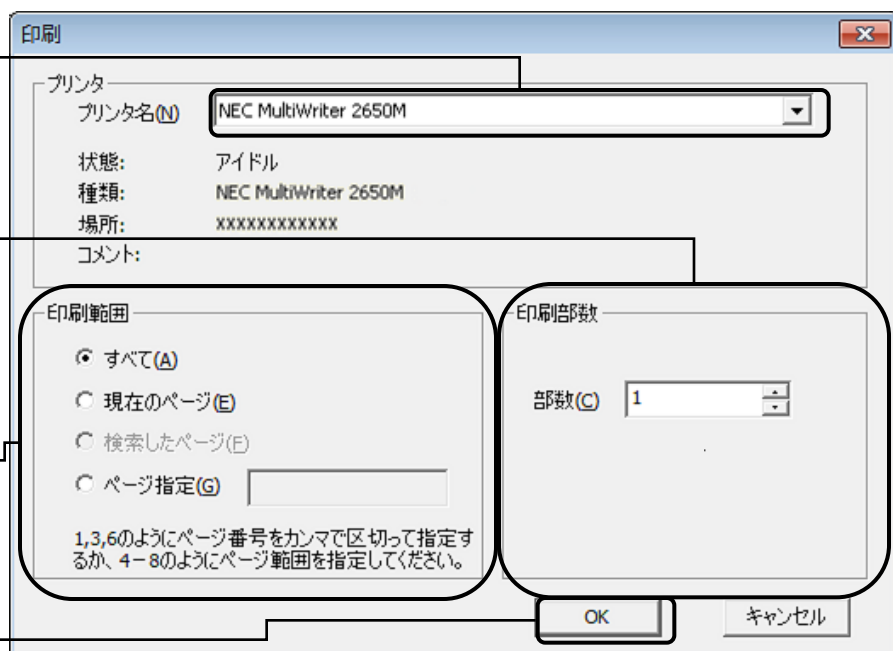 印刷
プリンタ
プリンタ名(N) NEC MultiWriter 2650M
状態: アイドル
種類: NEC MultiWriter 2650M
場所: xxxxxxxxxxxx
コメント:
印刷範囲
すべて(A)
現在のページ(E)
検索したページ(F)
ページ指定(G)
1,3,6のようにページ番号をカンマで区切って指定す
るか、4－8のようにページ範囲を指定してください。
印刷部数
部数(C) 1
OK キャンセル